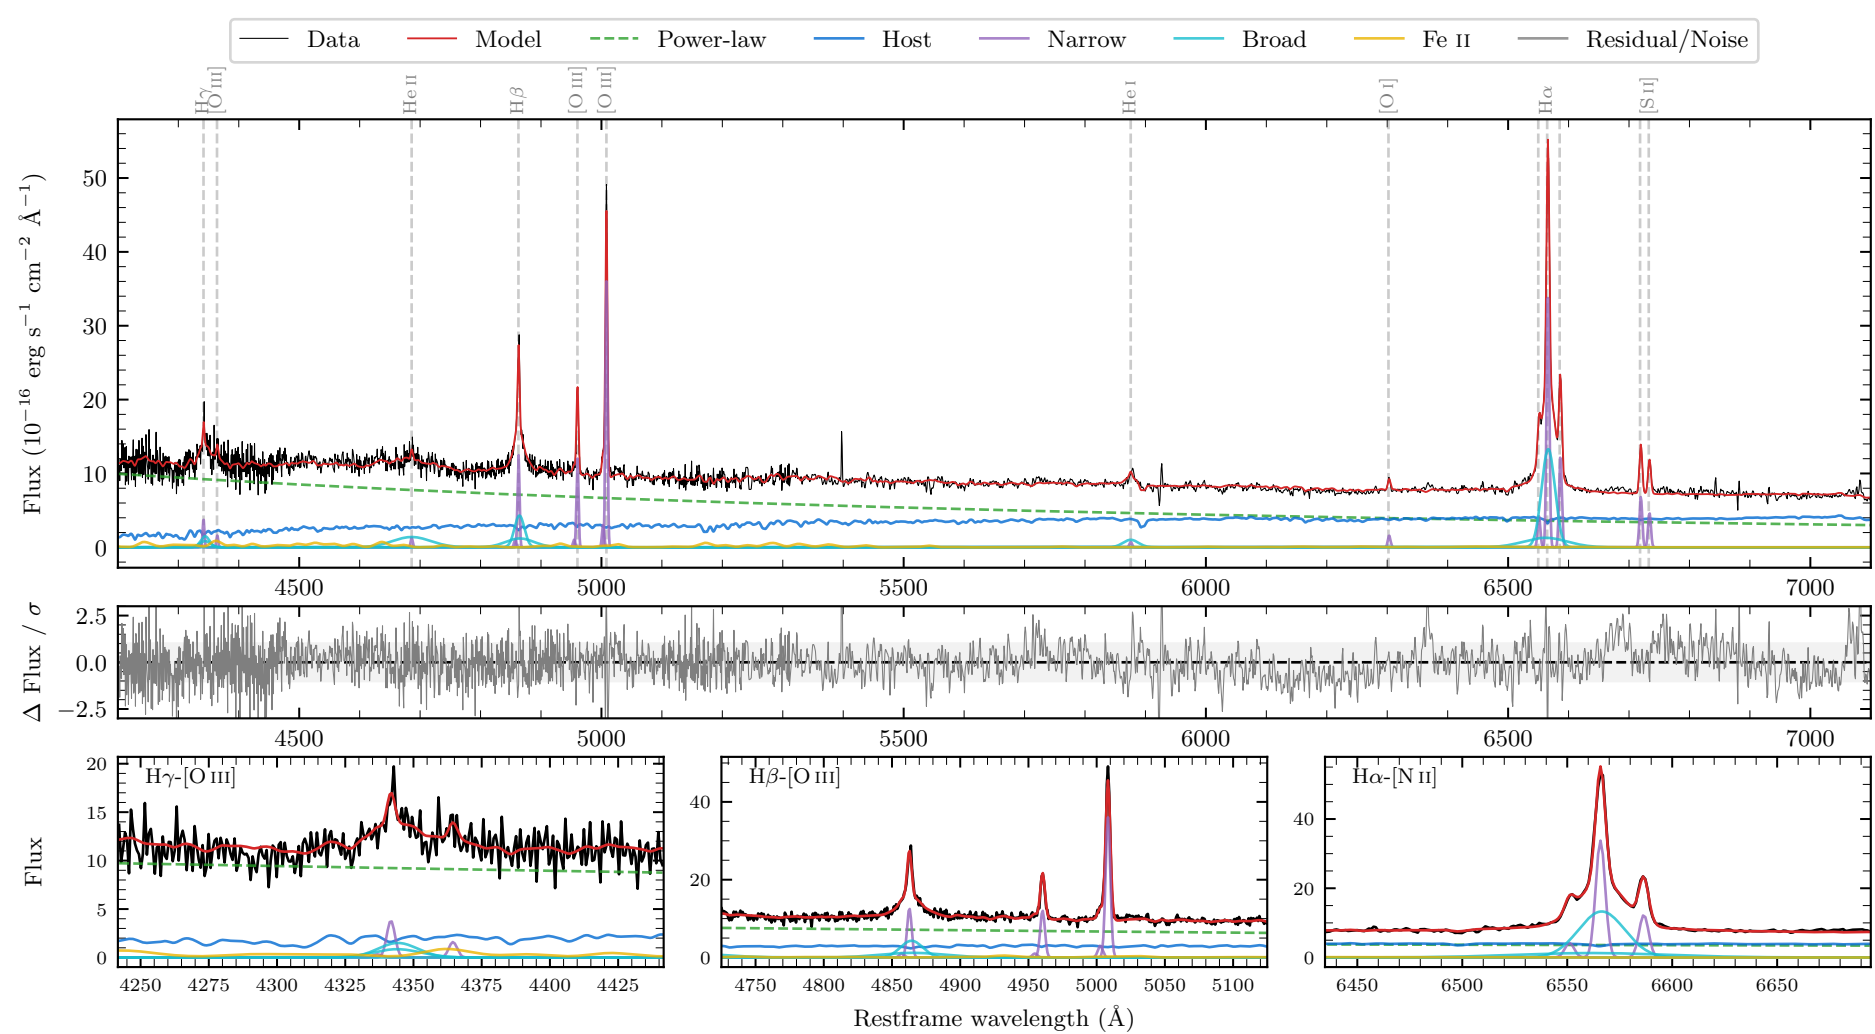 Data Model Power-law Host Narrow Broad Fe II Residual/Noise
Hγ [O III] He II Hβ [O III] [O III] He I [O I] Hα [S II]
Flux (10⁻¹⁶ erg s⁻¹ cm⁻² Å⁻¹)
50
40
30
20
10
0
4500 5000 5500 6000 6500 7000
Δ Flux / σ
2.5
0.0
−2.5
4500 5000 5500 6000 6500 7000
Flux
Hγ-[O III]
20
15
10
5
0
4250 4275 4300 4325 4350 4375 4400 4425
Hβ-[O III]
40
20
0
4750 4800 4850 4900 4950 5000 5050 5100
Hα-[N II]
40
20
0
6450 6500 6550 6600 6650
Restframe wavelength (Å)